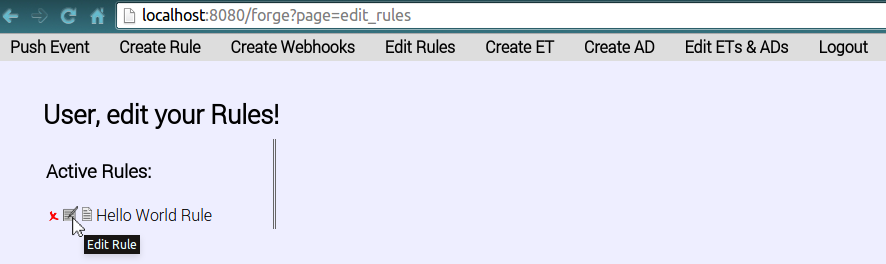 localhost:8080/forge?page=edit_rules
Push Event Create Rule Create Webhooks Edit Rules Create ET Create AD Edit ETs & ADs Logout
User, edit your Rules!
Active Rules:
Hello World Rule
Edit Rule